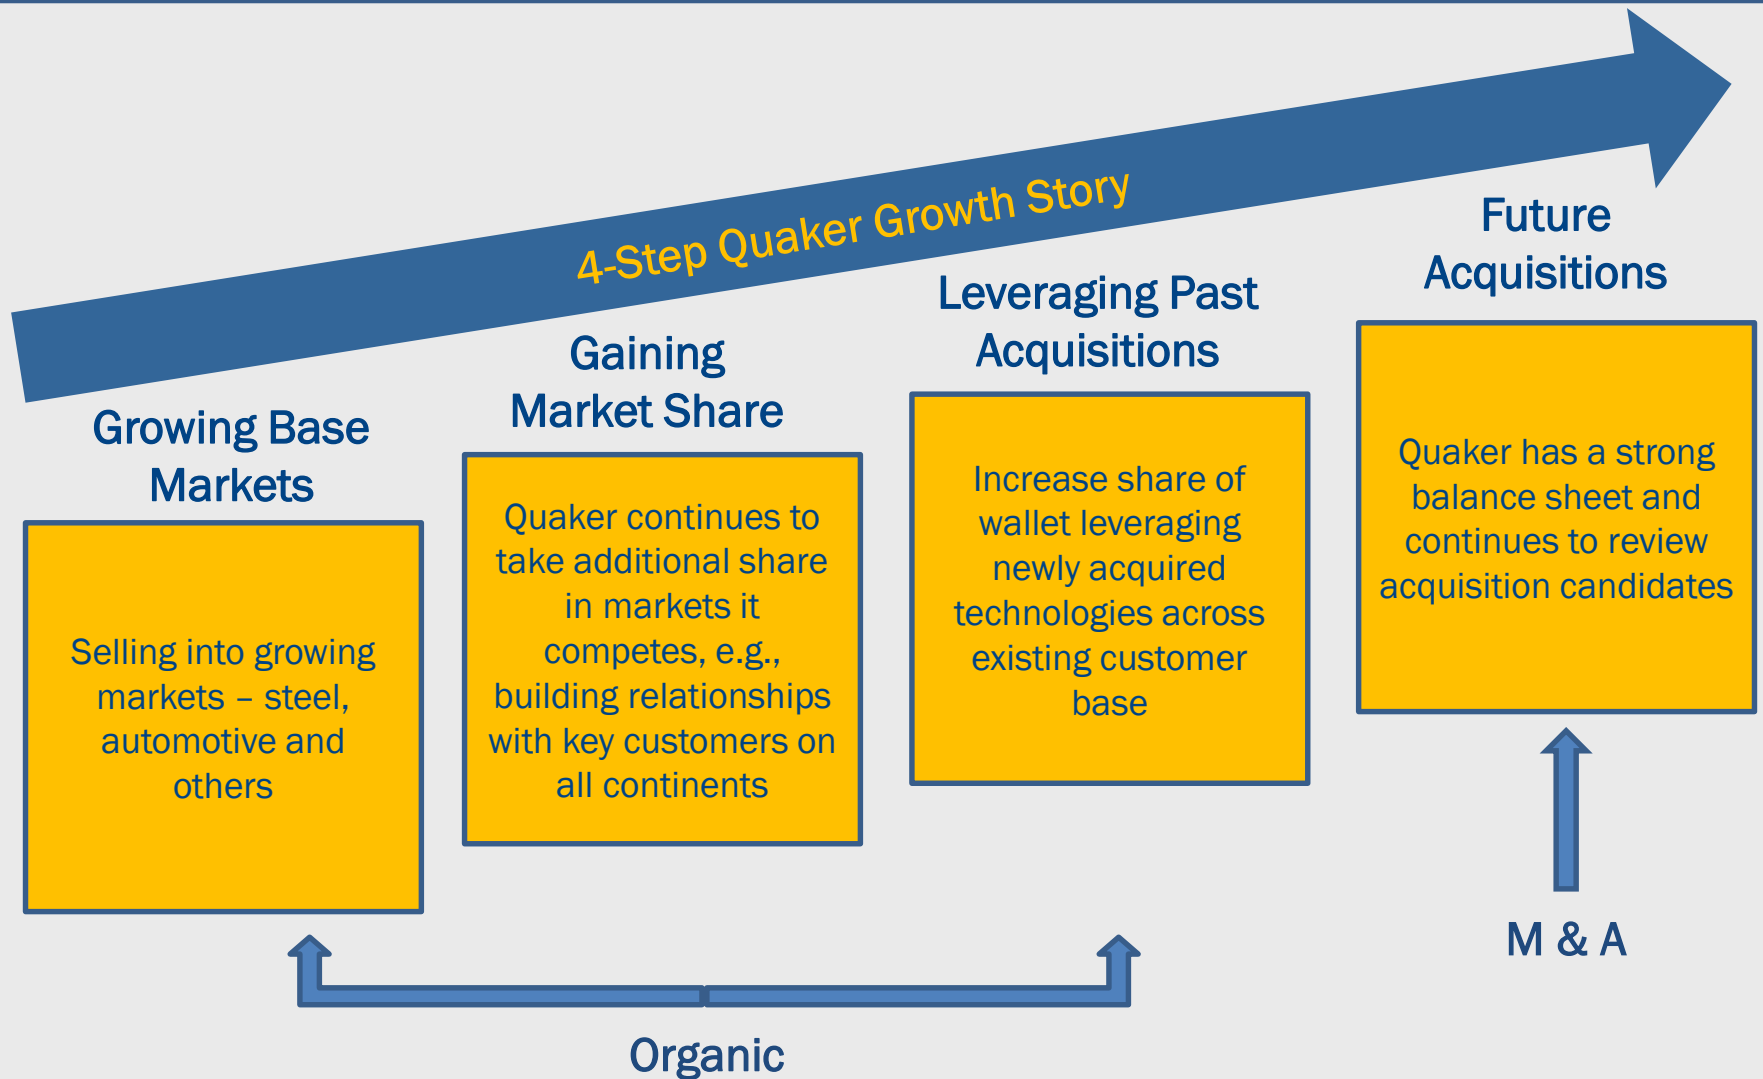 4-Step Quaker Growth Story
Growing Base
Markets
Selling into growing
markets – steel,
automotive and
others
Gaining
Market Share
Quaker continues to
take additional share
in markets it
competes, e.g.,
building relationships
with key customers on
all continents
Leveraging Past
Acquisitions
Increase share of
wallet leveraging
newly acquired
technologies across
existing customer
base
Future
Acquisitions
Quaker has a strong
balance sheet and
continues to review
acquisition candidates
Organic
M & A